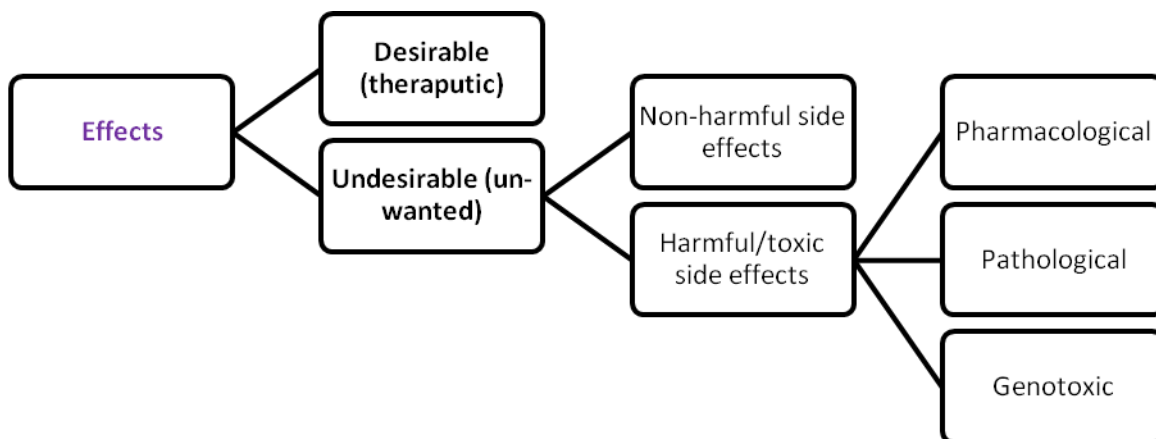 Effects
Desirable
(theraputic)
Undesirable (un-
wanted)
Non-harmful side
effects
Harmful/toxic
side effects
Pharmacological
Pathological
Genotoxic